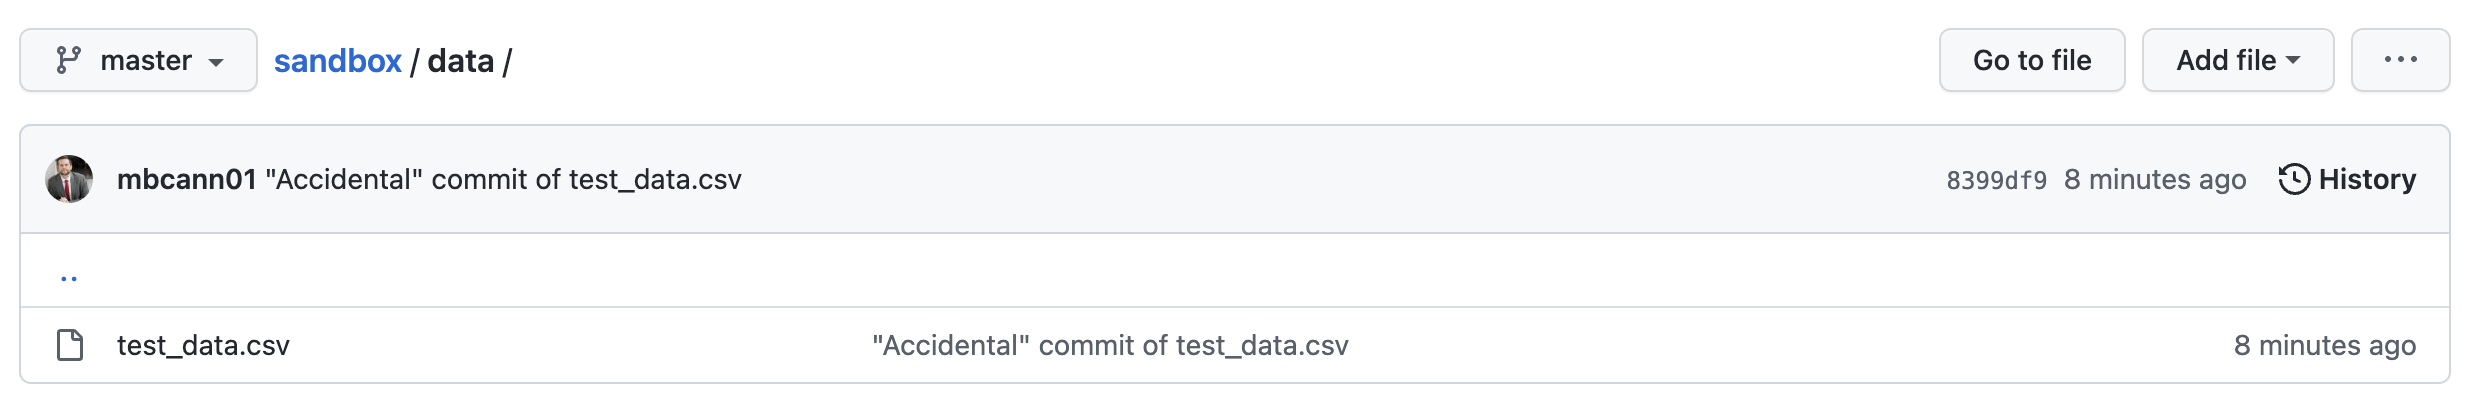 master sandbox / data / Go to file Add file ...
mbcann01 "Accidental" commit of test_data.csv 8399df9 8 minutes ago History
..
test_data.csv "Accidental" commit of test_data.csv 8 minutes ago